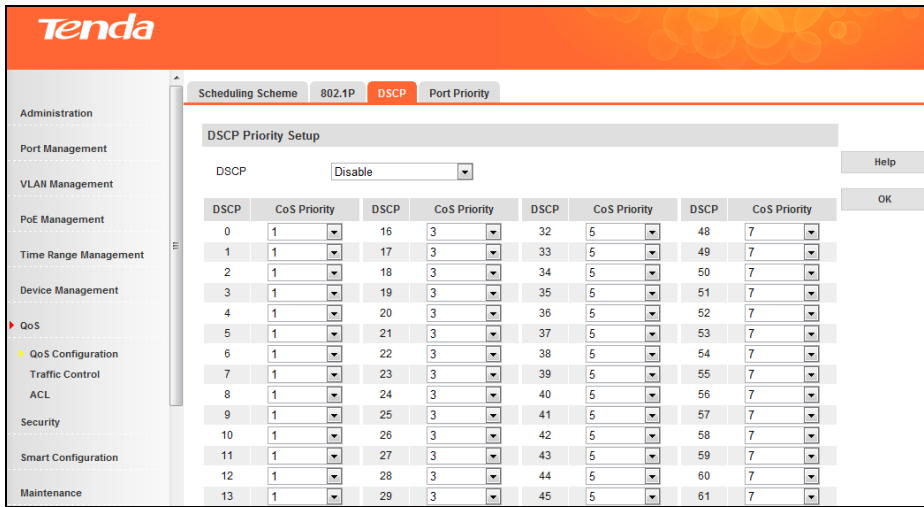 Tenda
Scheduling Scheme 802.1P DSCP Port Priority
Administration
Port Management
VLAN Management
PoE Management
Time Range Management
Device Management
QoS
QoS Configuration
Traffic Control
ACL
Security
Smart Configuration
Maintenance
DSCP Priority Setup
DSCP Disable
DSCP CoS Priority DSCP CoS Priority DSCP CoS Priority DSCP CoS Priority
0 1 16 3 32 5 48 7
1 1 17 3 33 5 49 7
2 1 18 3 34 5 50 7
3 1 19 3 35 5 51 7
4 1 20 3 36 5 52 7
5 1 21 3 37 5 53 7
6 1 22 3 38 5 54 7
7 1 23 3 39 5 55 7
8 1 24 3 40 5 56 7
9 1 25 3 41 5 57 7
10 1 26 3 42 5 58 7
11 1 27 3 43 5 59 7
12 1 28 3 44 5 60 7
13 1 29 3 45 5 61 7
Help
OK